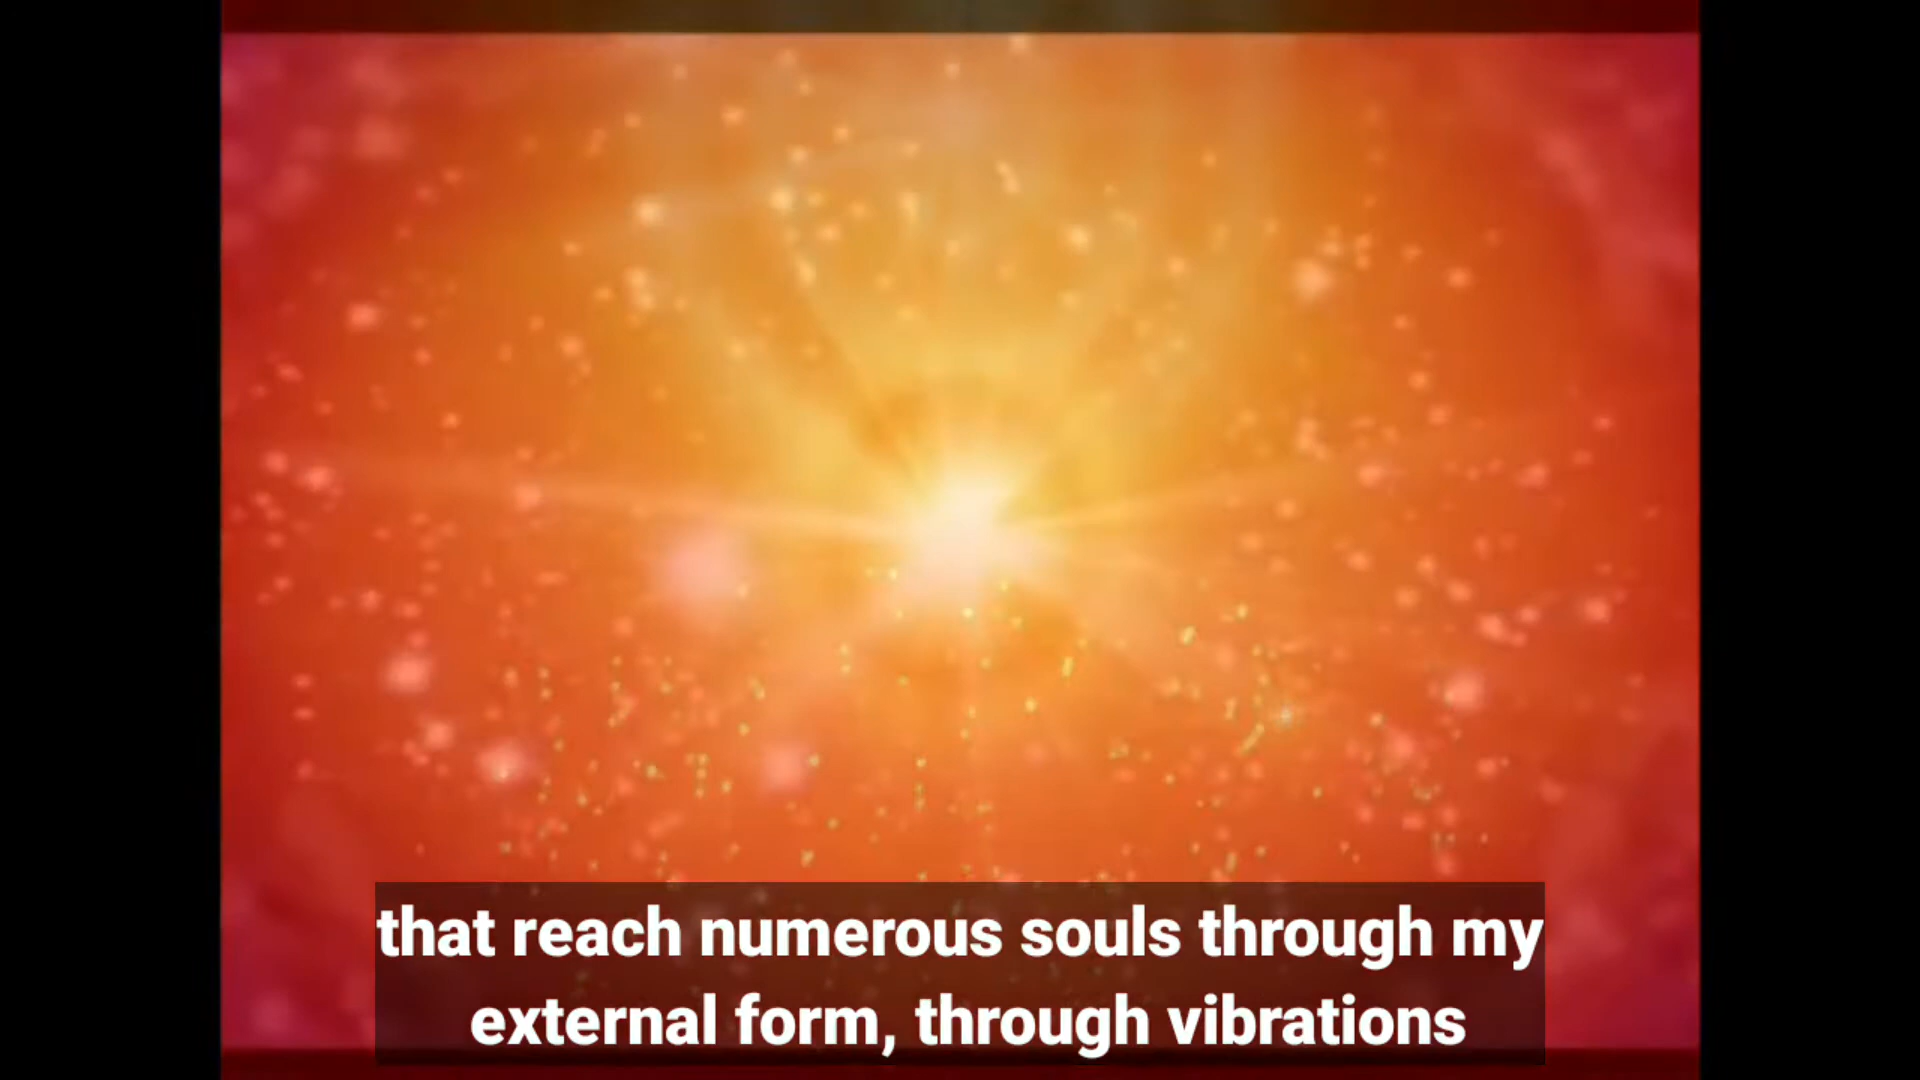 that reach numerous souls through my
external form, through vibrations